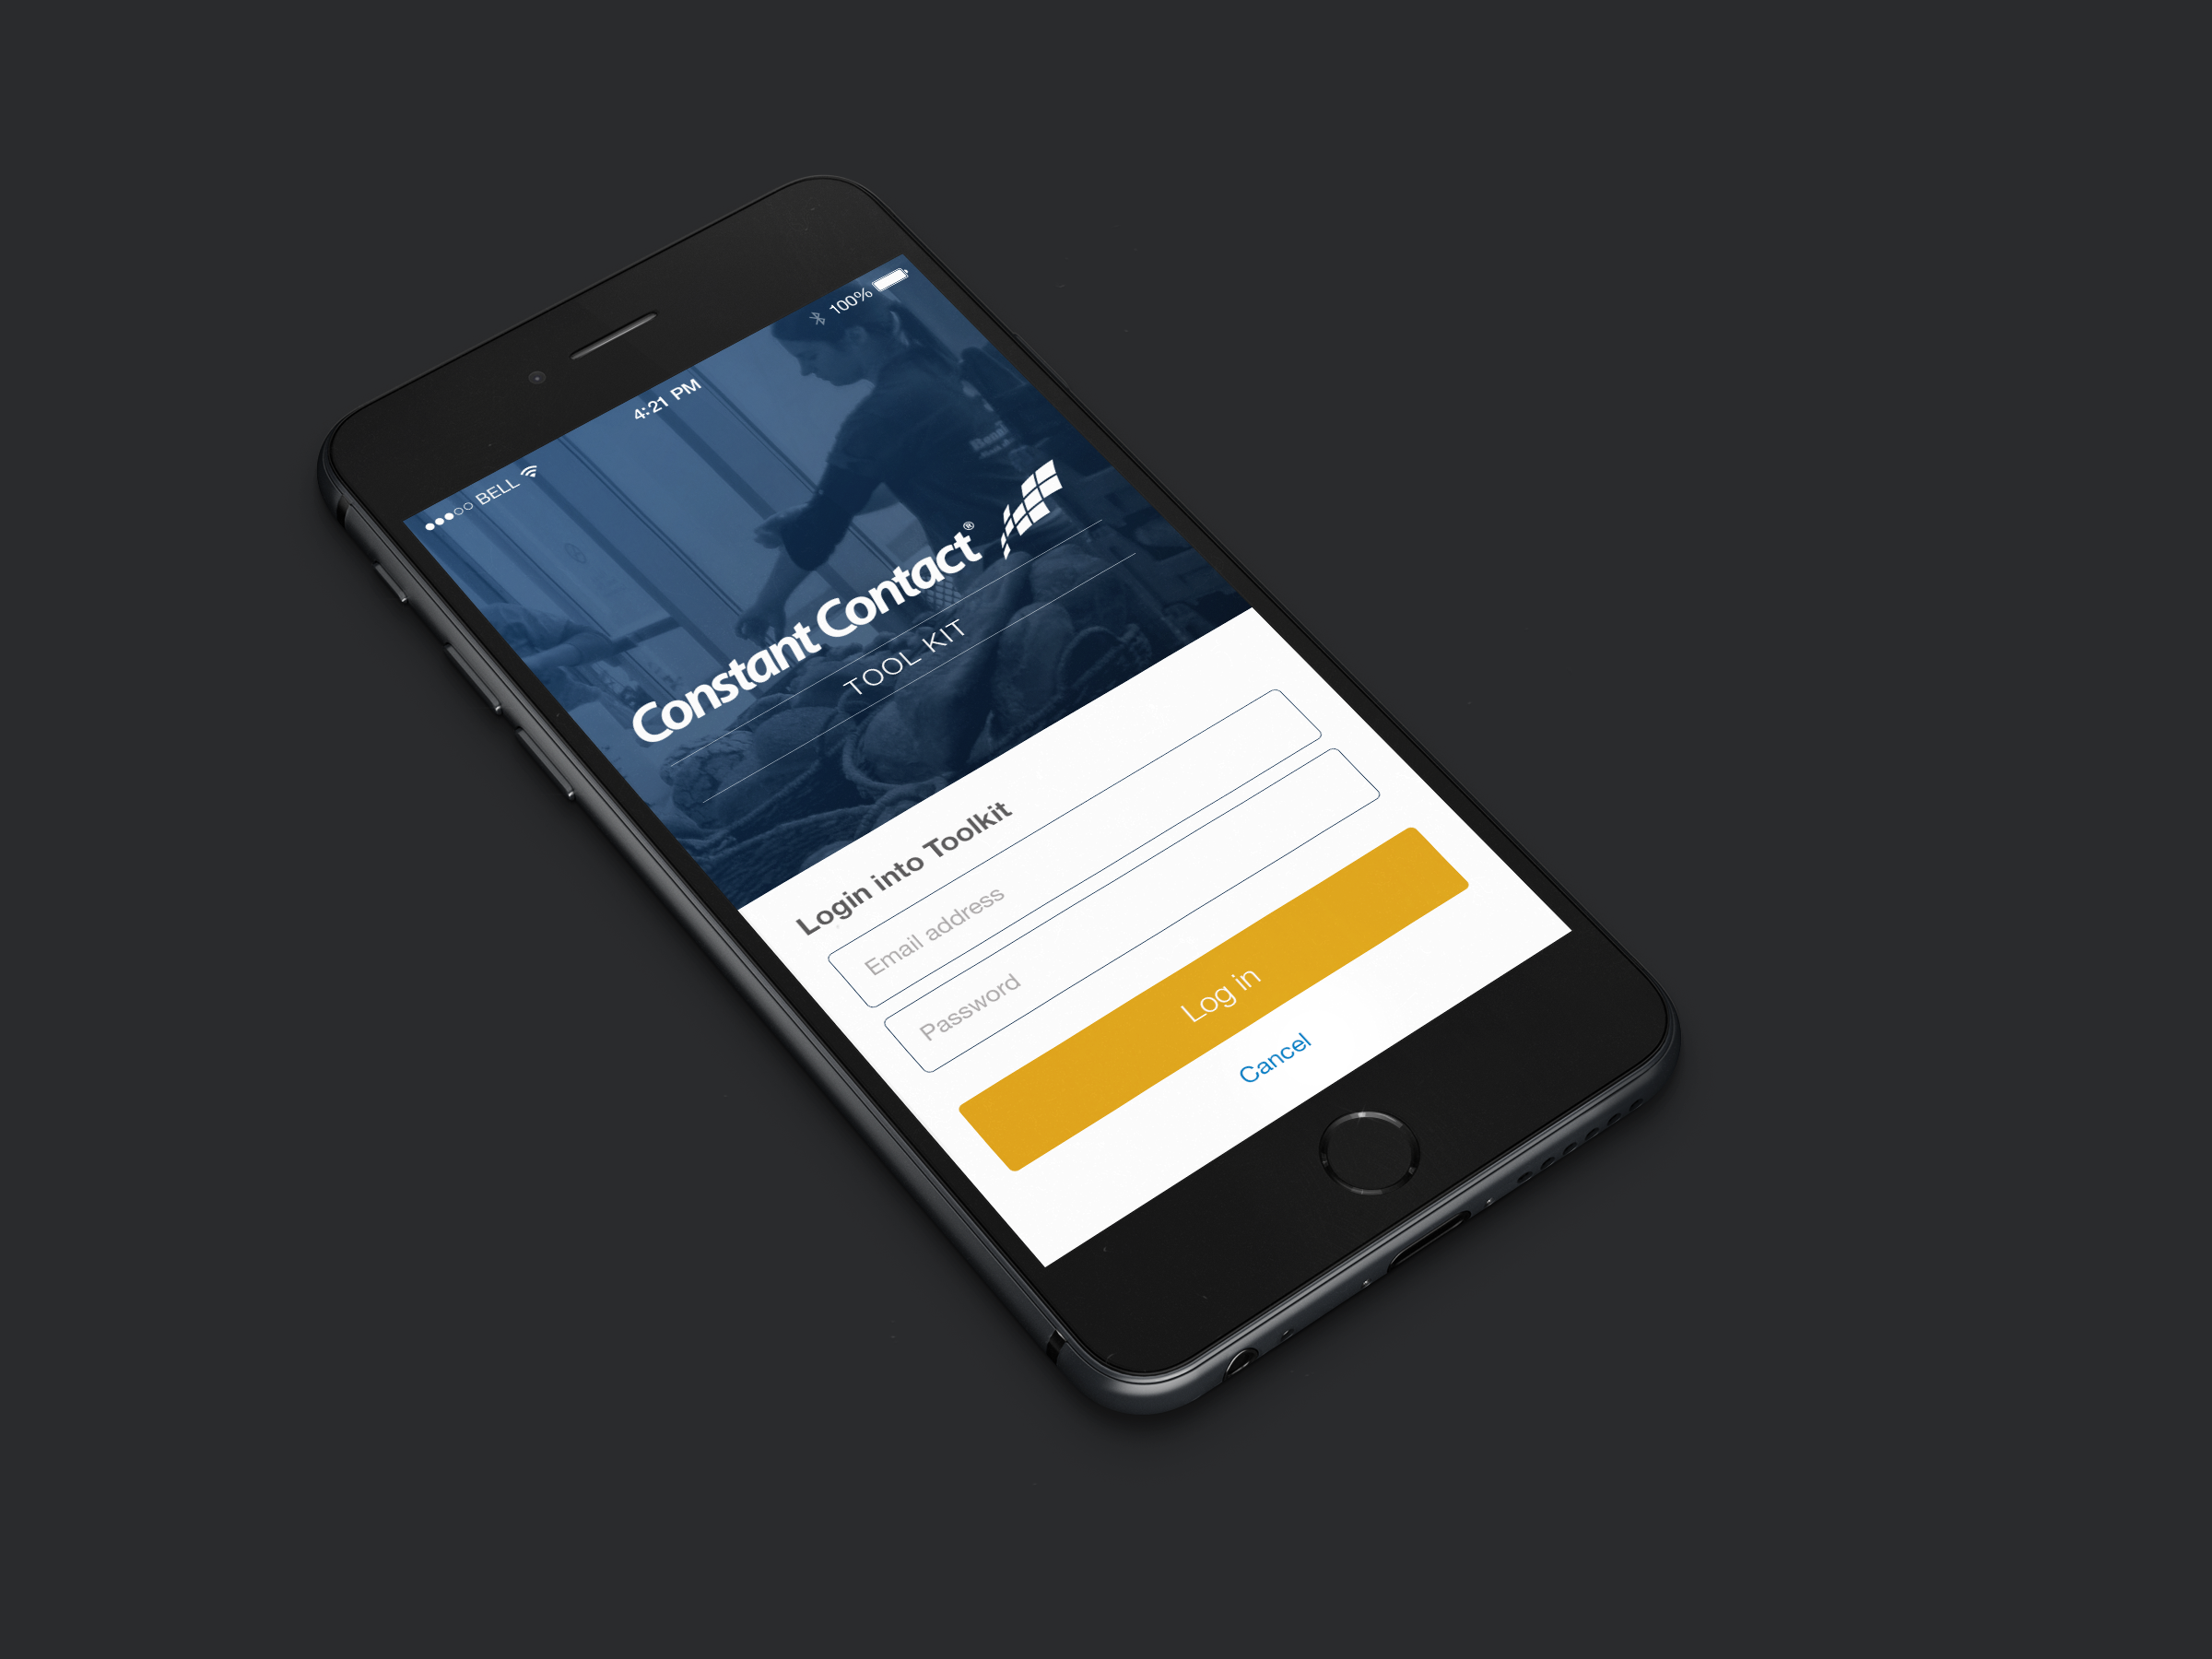 BELL 4:21 PM 100%
Constant Contact®
TOOL KIT
Login into Toolkit
Email address
Password
Log in
Cancel